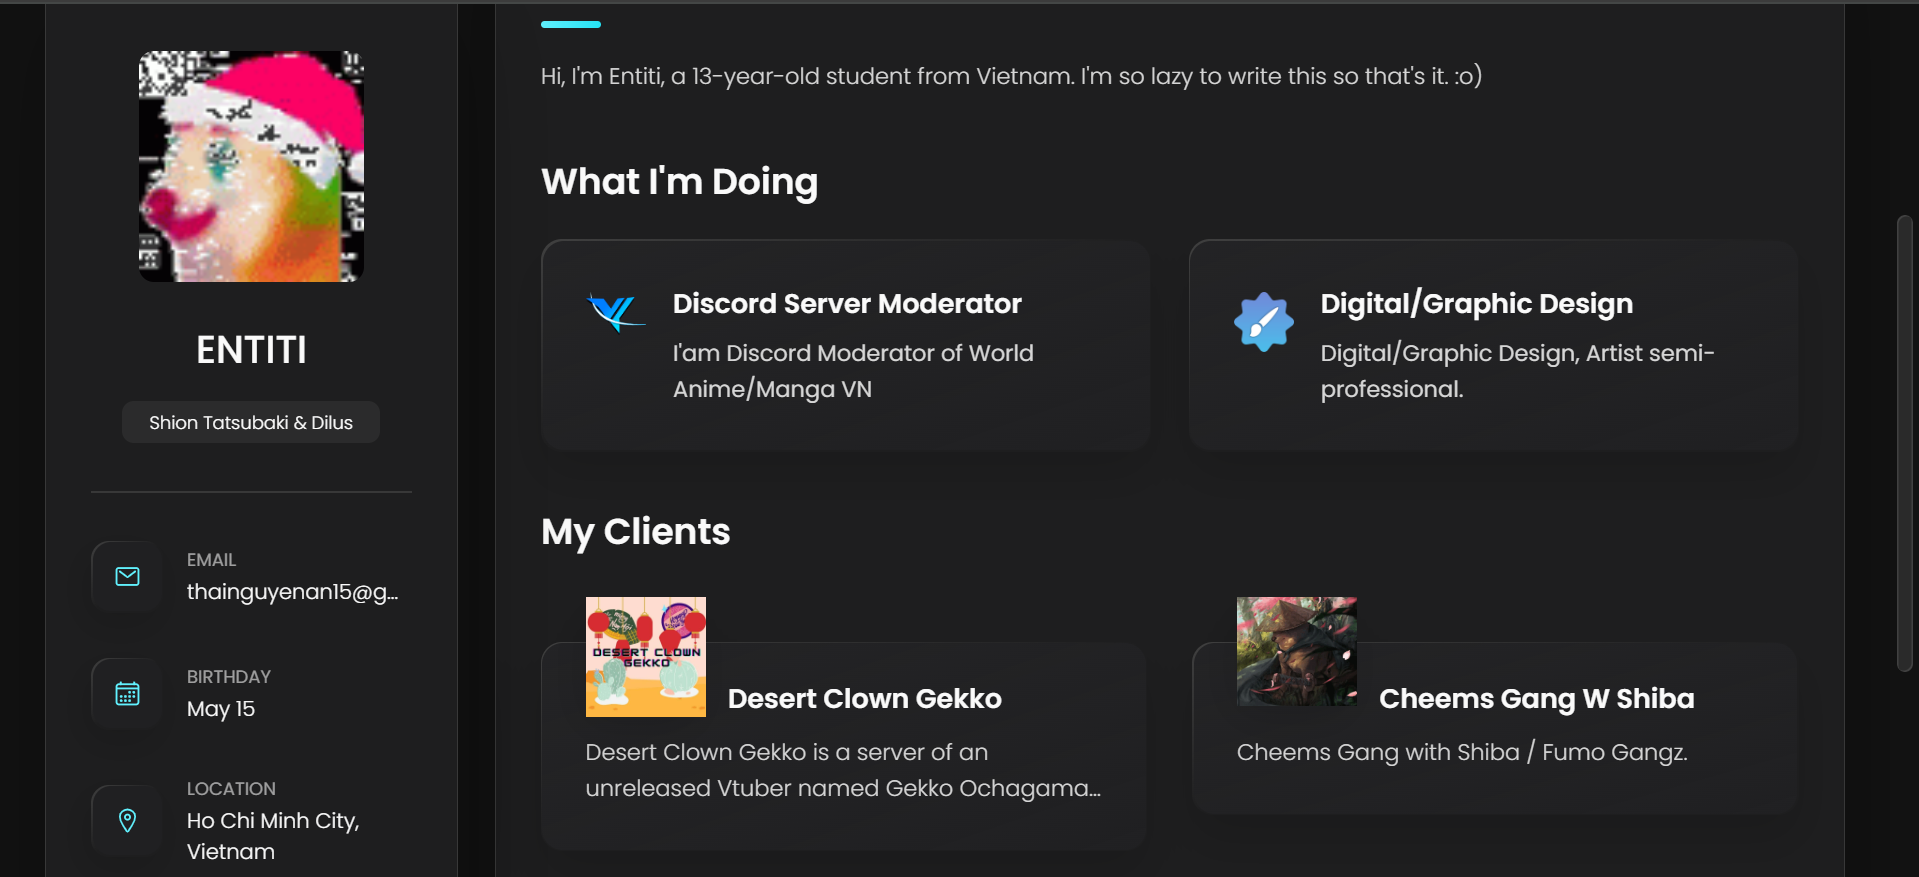 ENTITI
Shion Tatsubaki & Dilus
EMAIL
thainguyenan15@g...
BIRTHDAY
May 15
LOCATION
Ho Chi Minh City,
Vietnam
Hi, I'm Entiti, a 13-year-old student from Vietnam. I'm so lazy to write this so that's it. :o)
What I'm Doing
Discord Server Moderator
I'am Discord Moderator of World
Anime/Manga VN
Digital/Graphic Design
Digital/Graphic Design, Artist semi-
professional.
My Clients
DESERT CLOWN
GEKKO
Desert Clown Gekko
Desert Clown Gekko is a server of an
unreleased Vtuber named Gekko Ochagama...
Cheems Gang W Shiba
Cheems Gang with Shiba / Fumo Gangz.